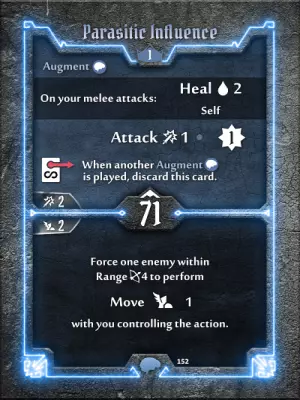 Parasitic Influence
1
Augment
On your melee attacks:
Heal 2
Self
Attack 1
1
When another Augment
is played, discard this card.
2
71
2
Force one enemy within
Range 4 to perform
Move 1
with you controlling the action.
152